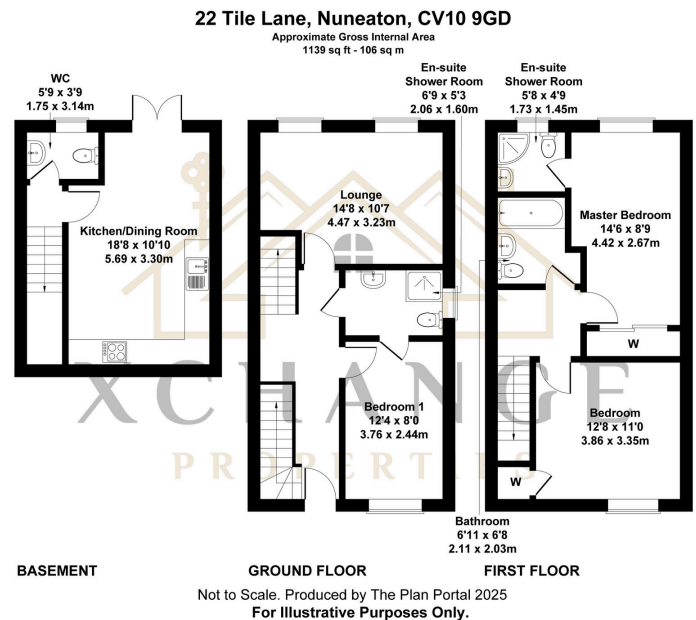 22 Tile Lane, Nuneaton, CV10 9GD
Approximate Gross Internal Area
1139 sq ft - 106 sq m
WC
5'9 x 3'9
1.75 x 3.14m
En-suite
Shower Room
6'9 x 5'3
2.06 x 1.60m
En-suite
Shower Room
5'8 x 4'9
1.73 x 1.45m
Kitchen/Dining Room
18'8 x 10'10
5.69 x 3.30m
Lounge
14'8 x 10'7
4.47 x 3.23m
Master Bedroom
14'6 x 8'9
4.42 x 2.67m
W
Bedroom 1
12'4 x 8'0
3.76 x 2.44m
Bedroom
12'8 x 11'0
3.86 x 3.35m
W
XCHANGE
PROPERTIES
Bathroom
6'11 x 6'8
2.11 x 2.03m
BASEMENT
GROUND FLOOR
FIRST FLOOR
Not to Scale. Produced by The Plan Portal 2025
For Illustrative Purposes Only.